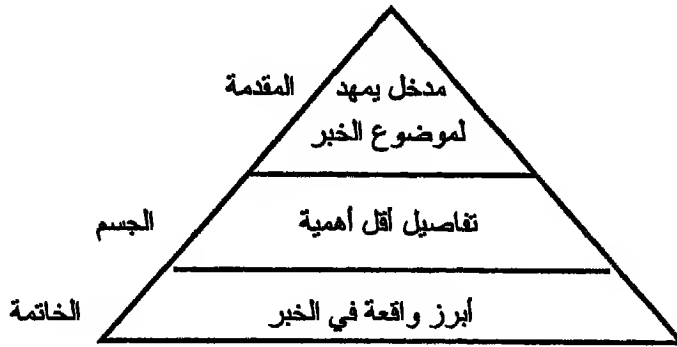 المقدمة
مدخل يمهد
لموضوع الخبر
الجسم
تفاصيل أقل أهمية
الخاتمة
أبرز واقعة في الخبر